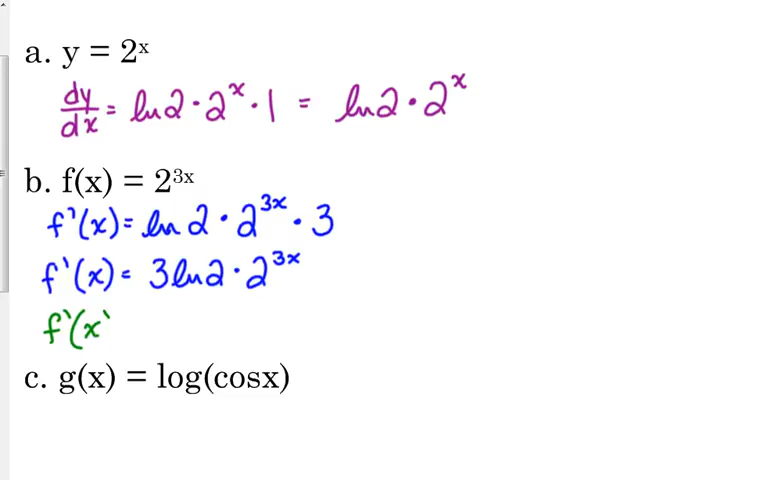 a. y = 2ˣ
dy/dx = ln2 · 2ˣ · 1 = ln2 · 2ˣ
b. f(x) = 2³ˣ
f'(x) = ln 2 · 2³ˣ · 3
f'(x) = 3ln2 · 2³ˣ
f'(x)
c. g(x) = log(cosx)